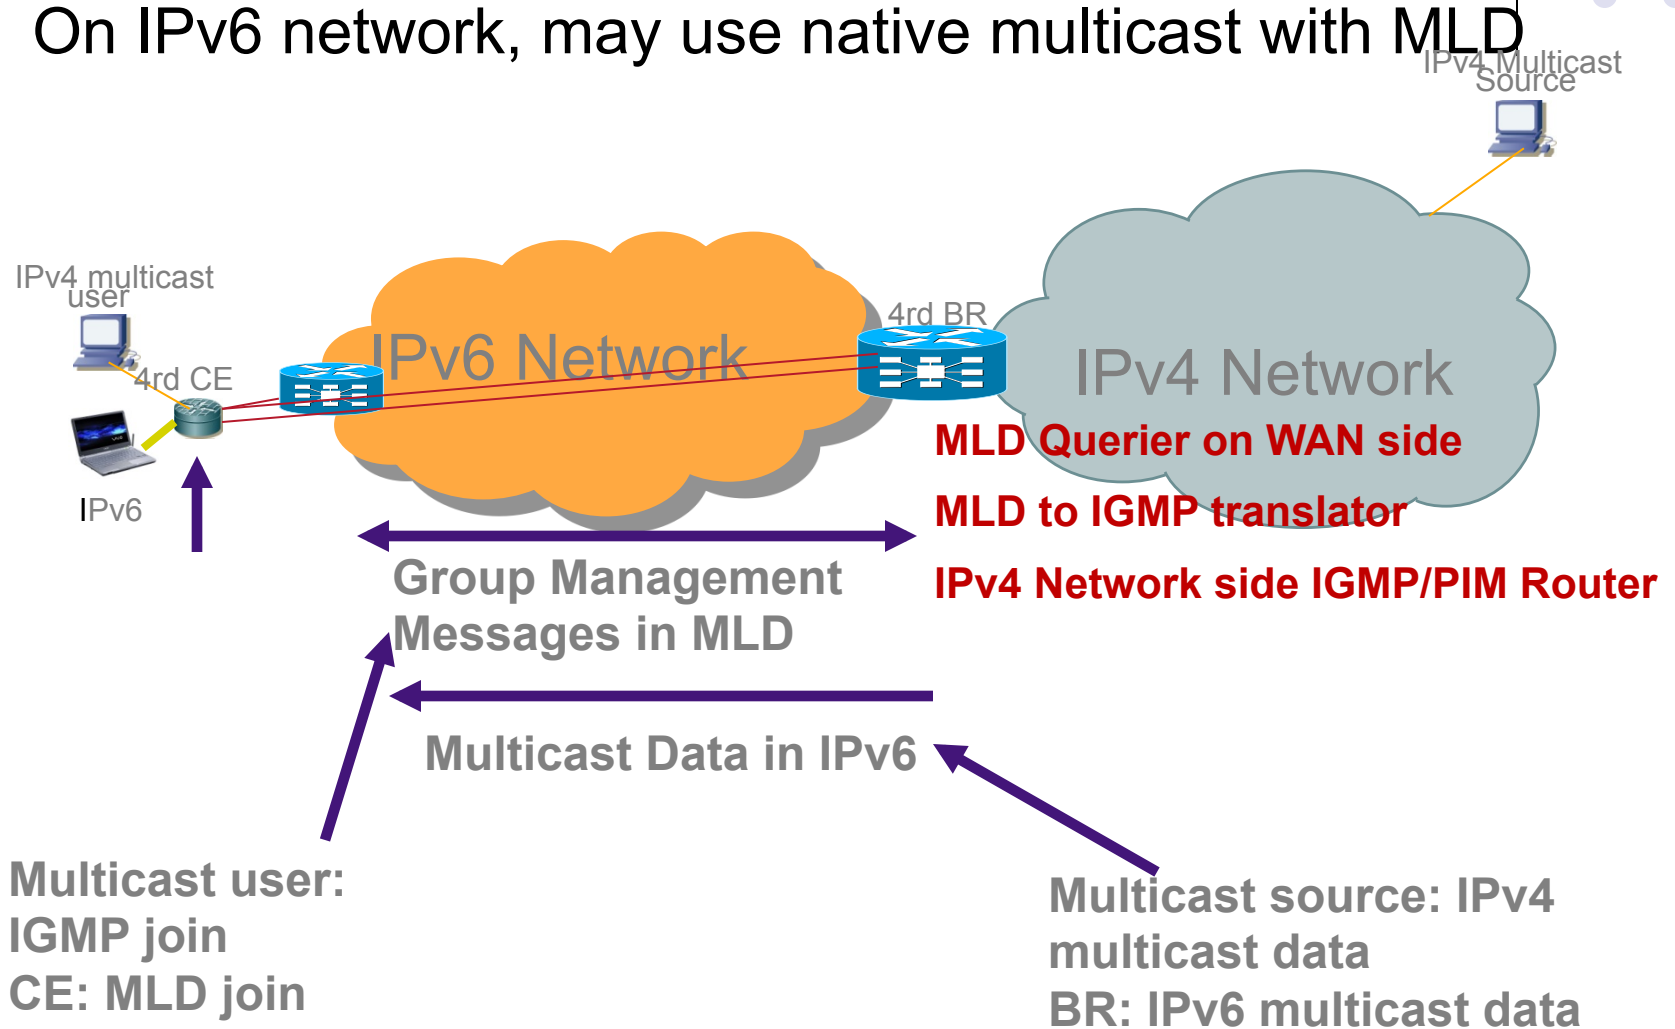 On IPv6 network, may use native multicast with MLD
IPv4 Multicast
Source
IPv4 multicast
user
4rd BR
IPv6 Network
IPv4 Network
4rd CE
IPv6
MLD Querier on WAN side
MLD to IGMP translator
IPv4 Network side IGMP/PIM Router
Group Management
Messages in MLD
Multicast Data in IPv6
Multicast user:
IGMP join
CE: MLD join
Multicast source: IPv4
multicast data
BR: IPv6 multicast data